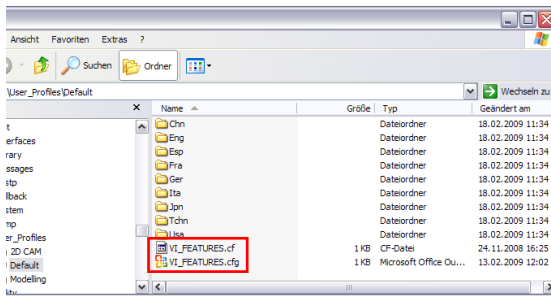 Ansicht Favoriten Extras ?
Suchen Ordner
\User_Profiles\Default Wechseln zu
Name Größe Typ Geändert am
Chn Dateiordner 18.02.2009 11:34
Eng Dateiordner 18.02.2009 11:34
Esp Dateiordner 18.02.2009 11:34
Fra Dateiordner 18.02.2009 11:34
Ger Dateiordner 18.02.2009 11:34
Ita Dateiordner 18.02.2009 11:34
Jpn Dateiordner 18.02.2009 11:34
Tchn Dateiordner 18.02.2009 11:34
Usa Dateiordner 18.02.2009 11:34
VI_FEATURES.cf 1 KB CF-Datei 24.11.2008 16:25
VI_FEATURES.cfg 1 KB Microsoft Office Ou... 13.02.2009 12:02
t
erfaces
rary
ssages
stp
lback
stem
mp
er_Profiles
2D CAM
Default
Modelling